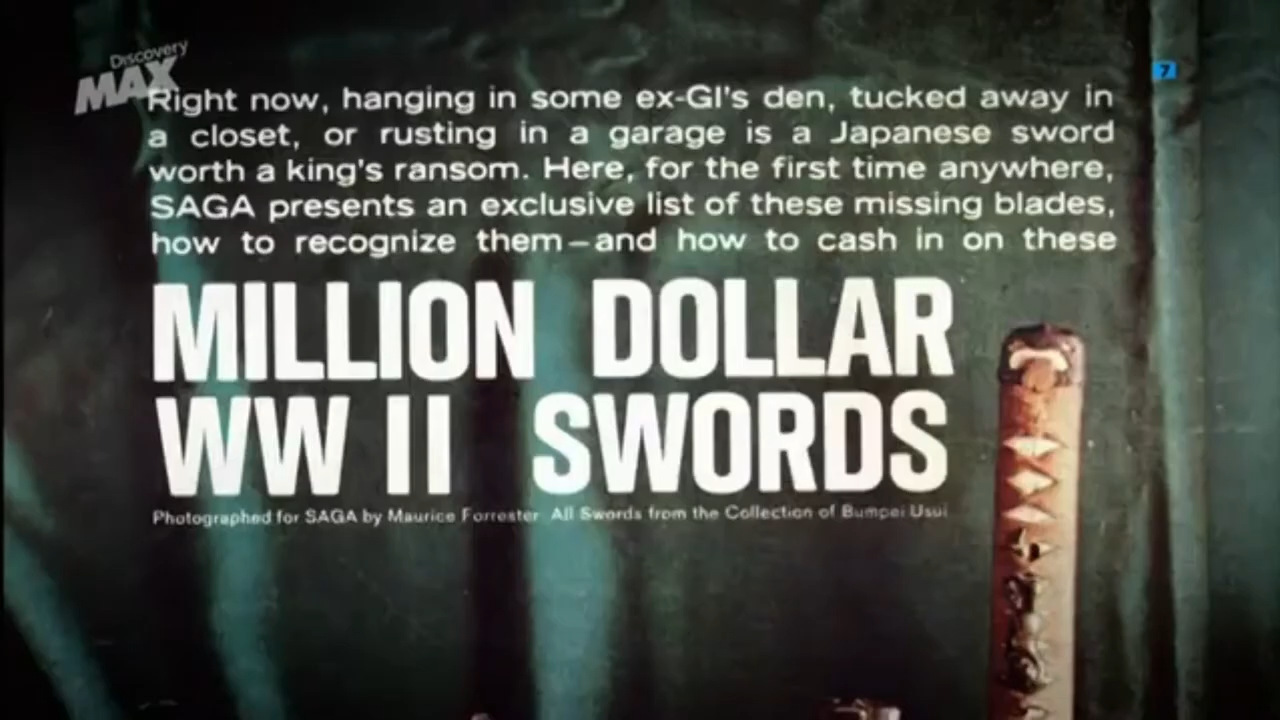 Discovery
MAX
7
Right now, hanging in some ex-GI's den, tucked away in
a closet, or rusting in a garage is a Japanese sword
worth a king's ransom. Here, for the first time anywhere,
SAGA presents an exclusive list of these missing blades,
how to recognize them—and how to cash in on these
MILLION DOLLAR
WW II SWORDS
Photographed for SAGA by Maurice Forrester All Swords from the Collection of Bumpei Usui